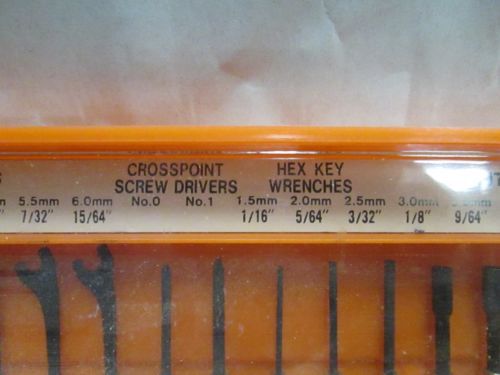 CROSSPOINT HEX KEY
SCREW DRIVERS WRENCHES
5.5mm 6.0mm No.0 No.1 1.5mm 2.0mm 2.5mm 3.0mm
7/32" 15/64" 1/16" 5/64" 3/32" 1/8" 9/64"